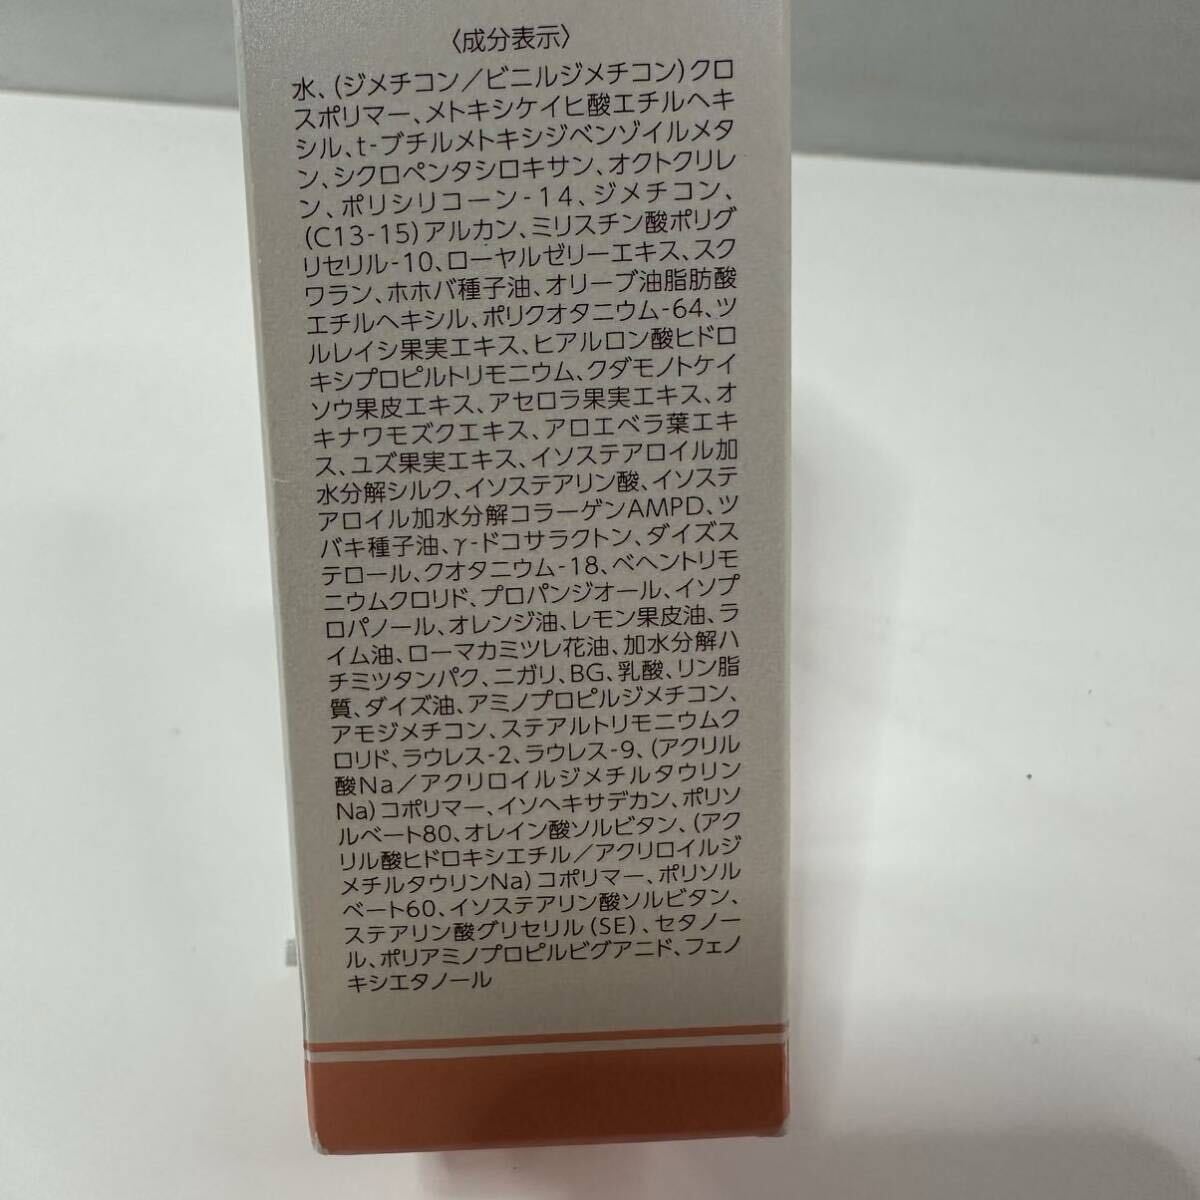 〈成分表示〉
水、(ジメチコン/ビニルジメチコン)クロ
スポリマー、メトキシケイヒ酸エチルヘキ
シル、t-ブチルメトキシジベンゾイルメタ
ン、シクロペンタシロキサン、オクトクリレ
ン、ポリシリコーン-14、ジメチコン、
(C13-15)アルカン、ミリスチン酸ポリグ
リセリル-10、ローヤルゼリーエキス、スク
ワラン、ホホバ種子油、オリーブ油脂肪酸
エチルヘキシル、ポリクオタニウム-64、ツ
ルレイシ果実エキス、ヒアルロン酸ヒドロ
キシプロピルトリモニウム、クダモノトケイ
ソウ果皮エキス、アセロラ果実エキス、オ
キナワモズクエキス、アロエベラ葉エキ
ス、ユズ果実エキス、イソステアロイル加
水分解シルク、イソステアリン酸、イソステ
アロイル加水分解コラーゲンAMPD、ツ
バキ種子油、γ-ドコサラクトン、ダイズス
テロール、クオタニウム-18、ベヘントリモ
ニウムクロリド、プロパンジオール、イソプ
ロパノール、オレンジ油、レモン果皮油、ラ
イム油、ローマカミツレ花油、加水分解ハ
チミツタンパク、ニガリ、BG、乳酸、リン脂
質、ダイズ油、アミノプロピルジメチコン、
アモジメチコン、ステアルトリモニウムク
ロリド、ラウレス-2、ラウレス-9、(アクリル
酸Na/アクリロイルジメチルタウリン
Na)コポリマー、イソヘキサデカン、ポリソ
ルベート80、オレイン酸ソルビタン、(アク
リル酸ヒドロキシエチル/アクリロイルジ
メチルタウリンNa)コポリマー、ポリソル
ベート60、イソステアリン酸ソルビタン、
ステアリン酸グリセリル(SE)、セタノー
ル、ポリアミノプロピルビグアニド、フェノ
キシエタノール